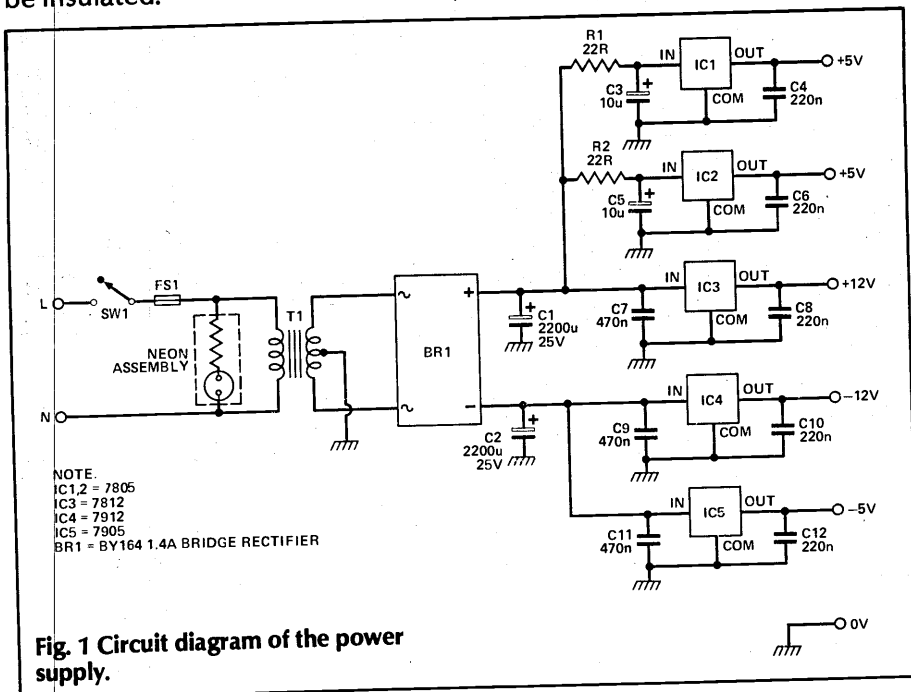 be insulated.
R1
22R
IN
IC1
OUT
+5V
COM
C3
10u
+
C4
220n
R2
22R
IN
IC2
OUT
+5V
COM
C5
10u
+
C6
220n
L
SW1
FS1
NEON
ASSEMBLY
N
T1
~
~
BR1
+
−
+
C1
2200u
25V
IN
IC3
OUT
+12V
COM
C7
470n
C8
220n
+
C2
2200u
25V
IN
IC4
OUT
−12V
COM
C9
470n
C10
220n
IN
IC5
OUT
−5V
COM
C11
470n
C12
220n
0V
NOTE.
IC1,2 = 7805
IC3 = 7812
IC4 = 7912
IC5 = 7905
BR1 = BY164 1.4A BRIDGE RECTIFIER
Fig. 1 Circuit diagram of the power
supply.